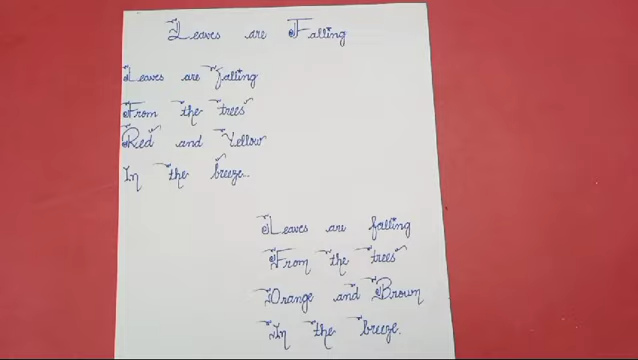 Leaves are Falling
Leaves are falling
From the trees
Red and Yellow
In the breeze..
Leaves are falling
From the trees
Orange and Brown
In the breeze.